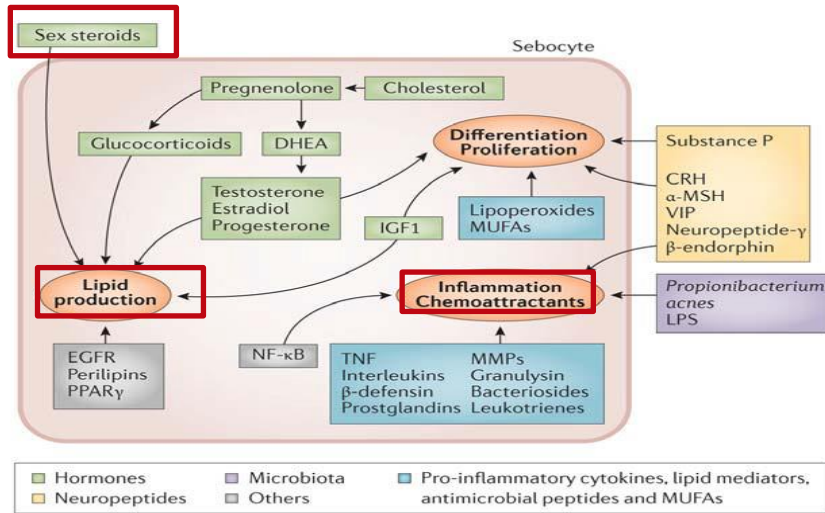 Sex steroids
Sebocyte
Pregnenolone
Cholesterol
Glucocorticoids
DHEA
Differentiation
Proliferation
Substance P
CRH
α-MSH
VIP
Neuropeptide-γ
β-endorphin
Testosterone
Estradiol
Progesterone
IGF1
Lipoperoxides
MUFAs
Lipid
production
Inflammation
Chemoattractants
Propionibacterium
acnes
LPS
EGFR
Perilipins
PPARγ
NF-κB
TNF
Interleukins
β-defensin
Prostglandins
MMPs
Granulysin
Bacteriosides
Leukotrienes
Hormones
Neuropeptides
Microbiota
Others
Pro-inflammatory cytokines, lipid mediators,
antimicrobial peptides and MUFAs